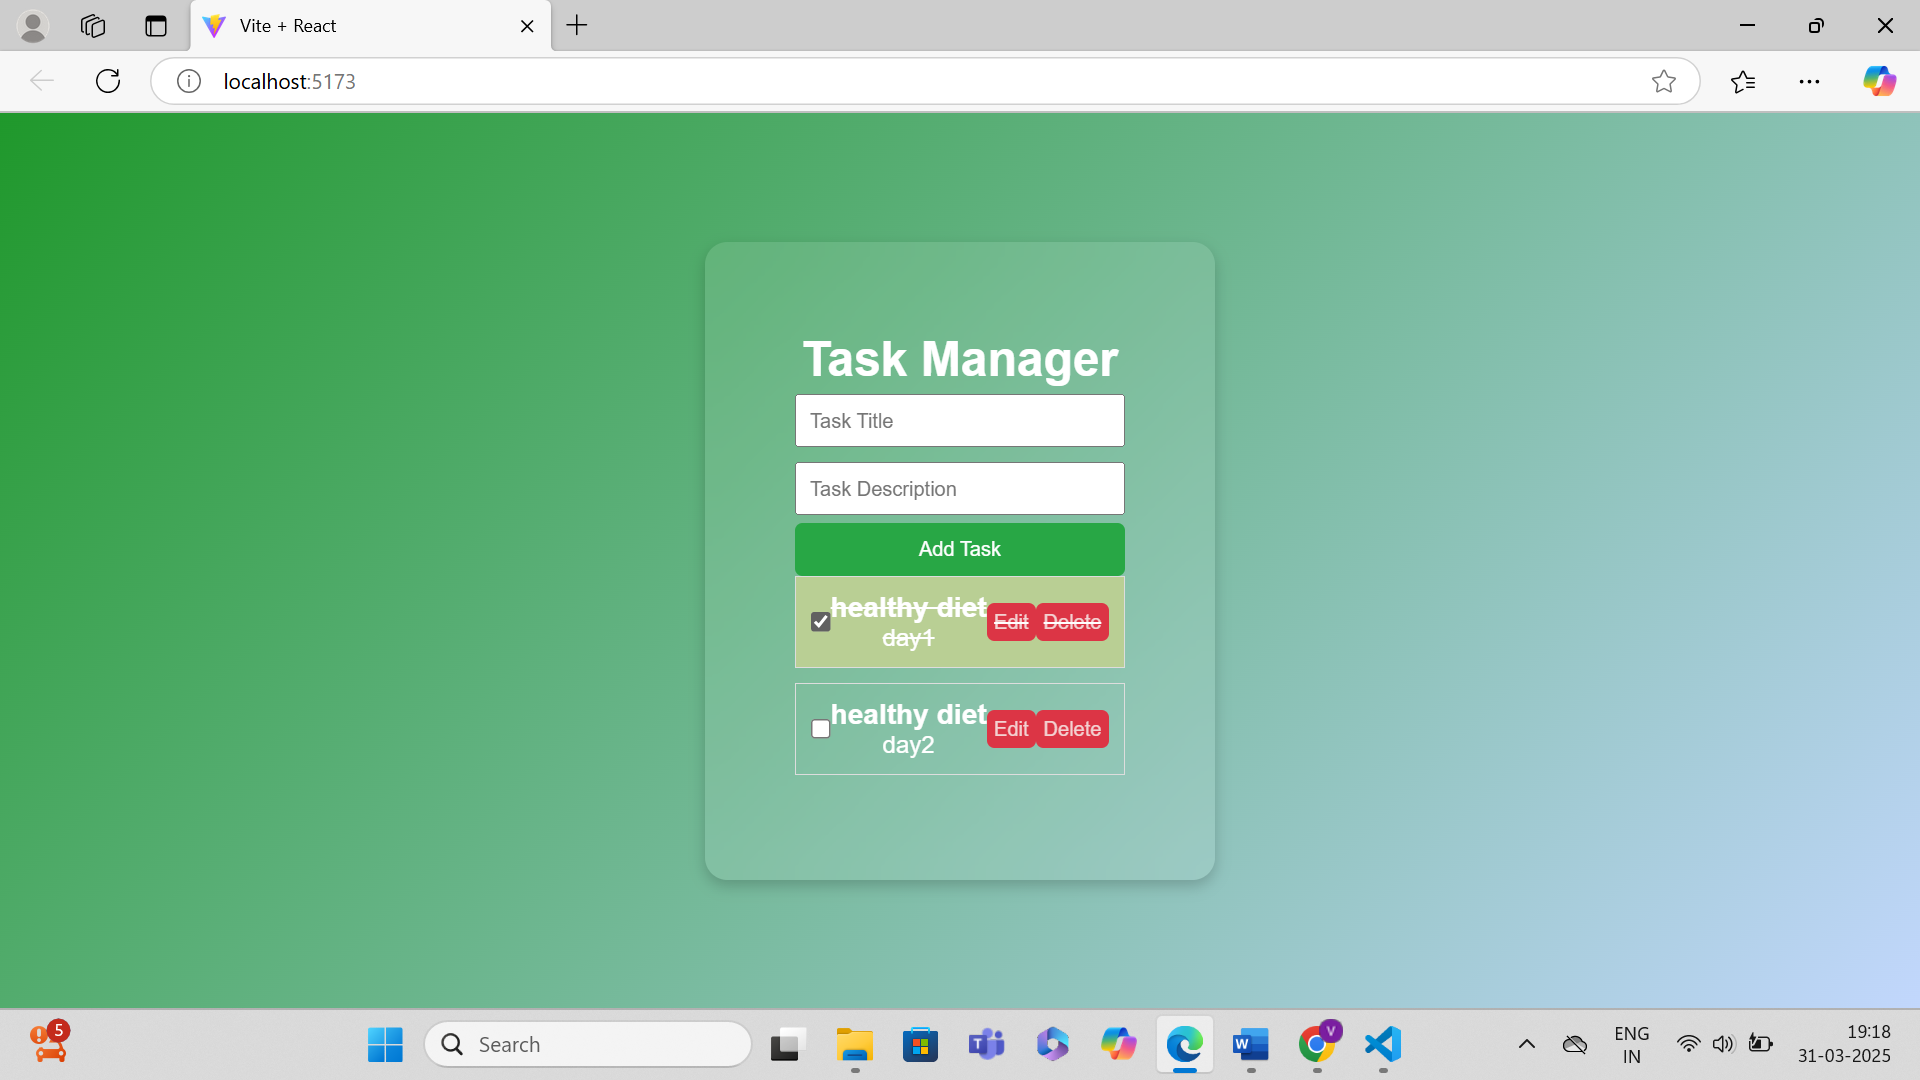 Vite + React
localhost:5173
Task Manager
Task Title
Task Description
Add Task
healthy diet
day1
Edit Delete
healthy diet
day2
Edit Delete
5
Search
T
W
V
ENG
IN
19:18
31-03-2025